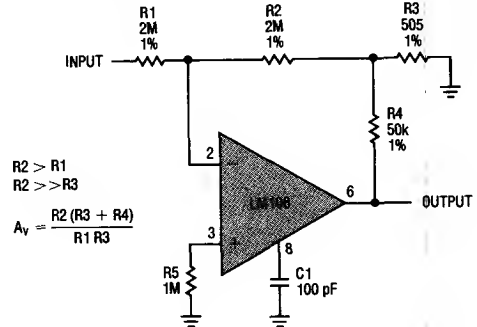 R1
2M
1%
R2
2M
1%
R3
505
1%
INPUT
R4
50k
1%
R2 > R1
R2 >> R3
Av = R2 (R3 + R4)
R1 R3
2
−
LM108
6
OUTPUT
3
+
8
R5
1M
C1
100 pF